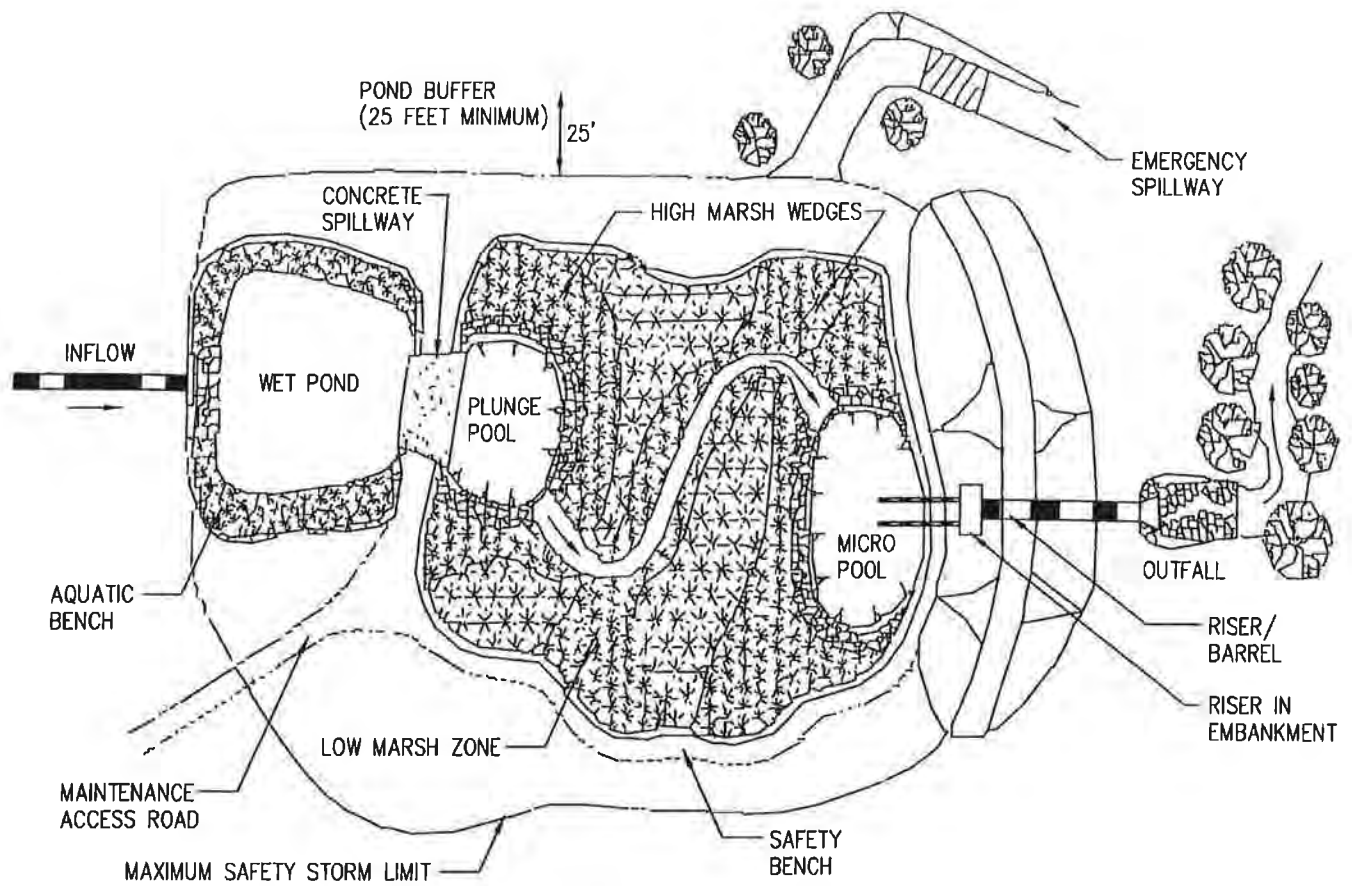 POND BUFFER
(25 FEET MINIMUM)
25'
EMERGENCY
SPILLWAY
CONCRETE
SPILLWAY
HIGH MARSH WEDGES
INFLOW
WET POND
PLUNGE
POOL
MICRO
POOL
OUTFALL
AQUATIC
BENCH
RISER/
BARREL
RISER IN
EMBANKMENT
LOW MARSH ZONE
MAINTENANCE
ACCESS ROAD
SAFETY
BENCH
MAXIMUM SAFETY STORM LIMIT